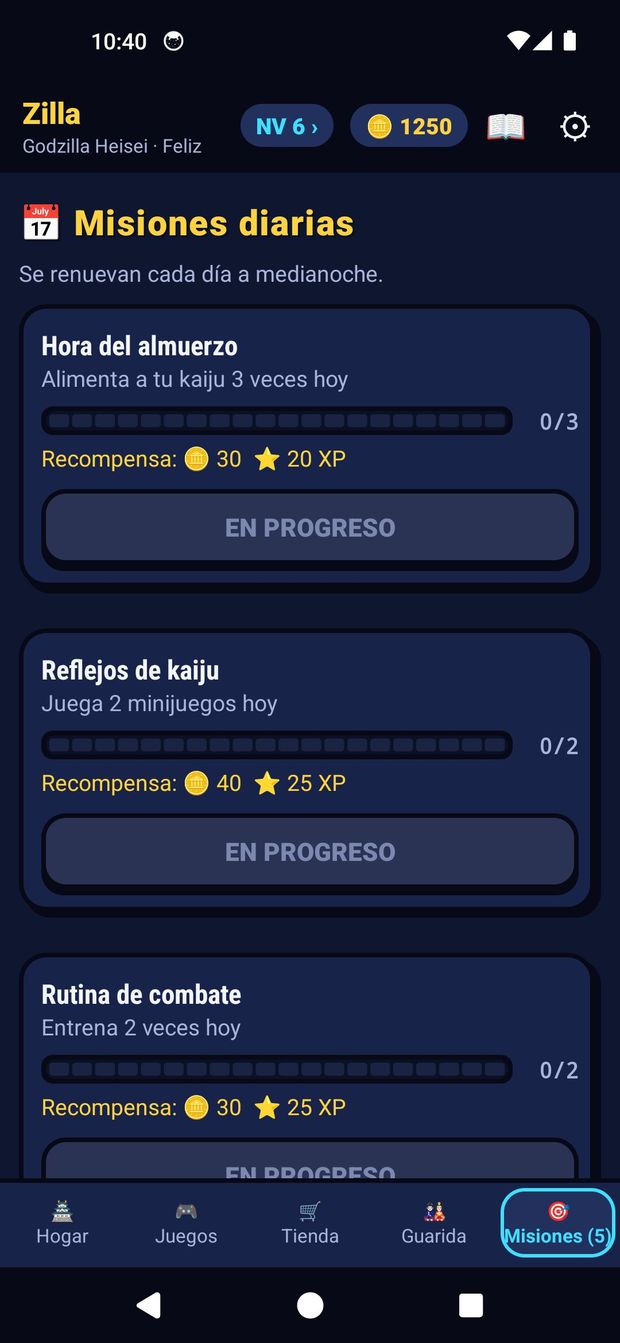 10:40
Zilla
Godzilla Heisei · Feliz
NV 6 ›
1250
July
17
Misiones diarias
Se renuevan cada día a medianoche.
Hora del almuerzo
Alimenta a tu kaiju 3 veces hoy
0/3
Recompensa: 30 20 XP
EN PROGRESO
Reflejos de kaiju
Juega 2 minijuegos hoy
0/2
Recompensa: 40 25 XP
EN PROGRESO
Rutina de combate
Entrena 2 veces hoy
0/2
Recompensa: 30 25 XP
EN PROGRESO
Hogar
Juegos
Tienda
Guarida
Misiones (5)